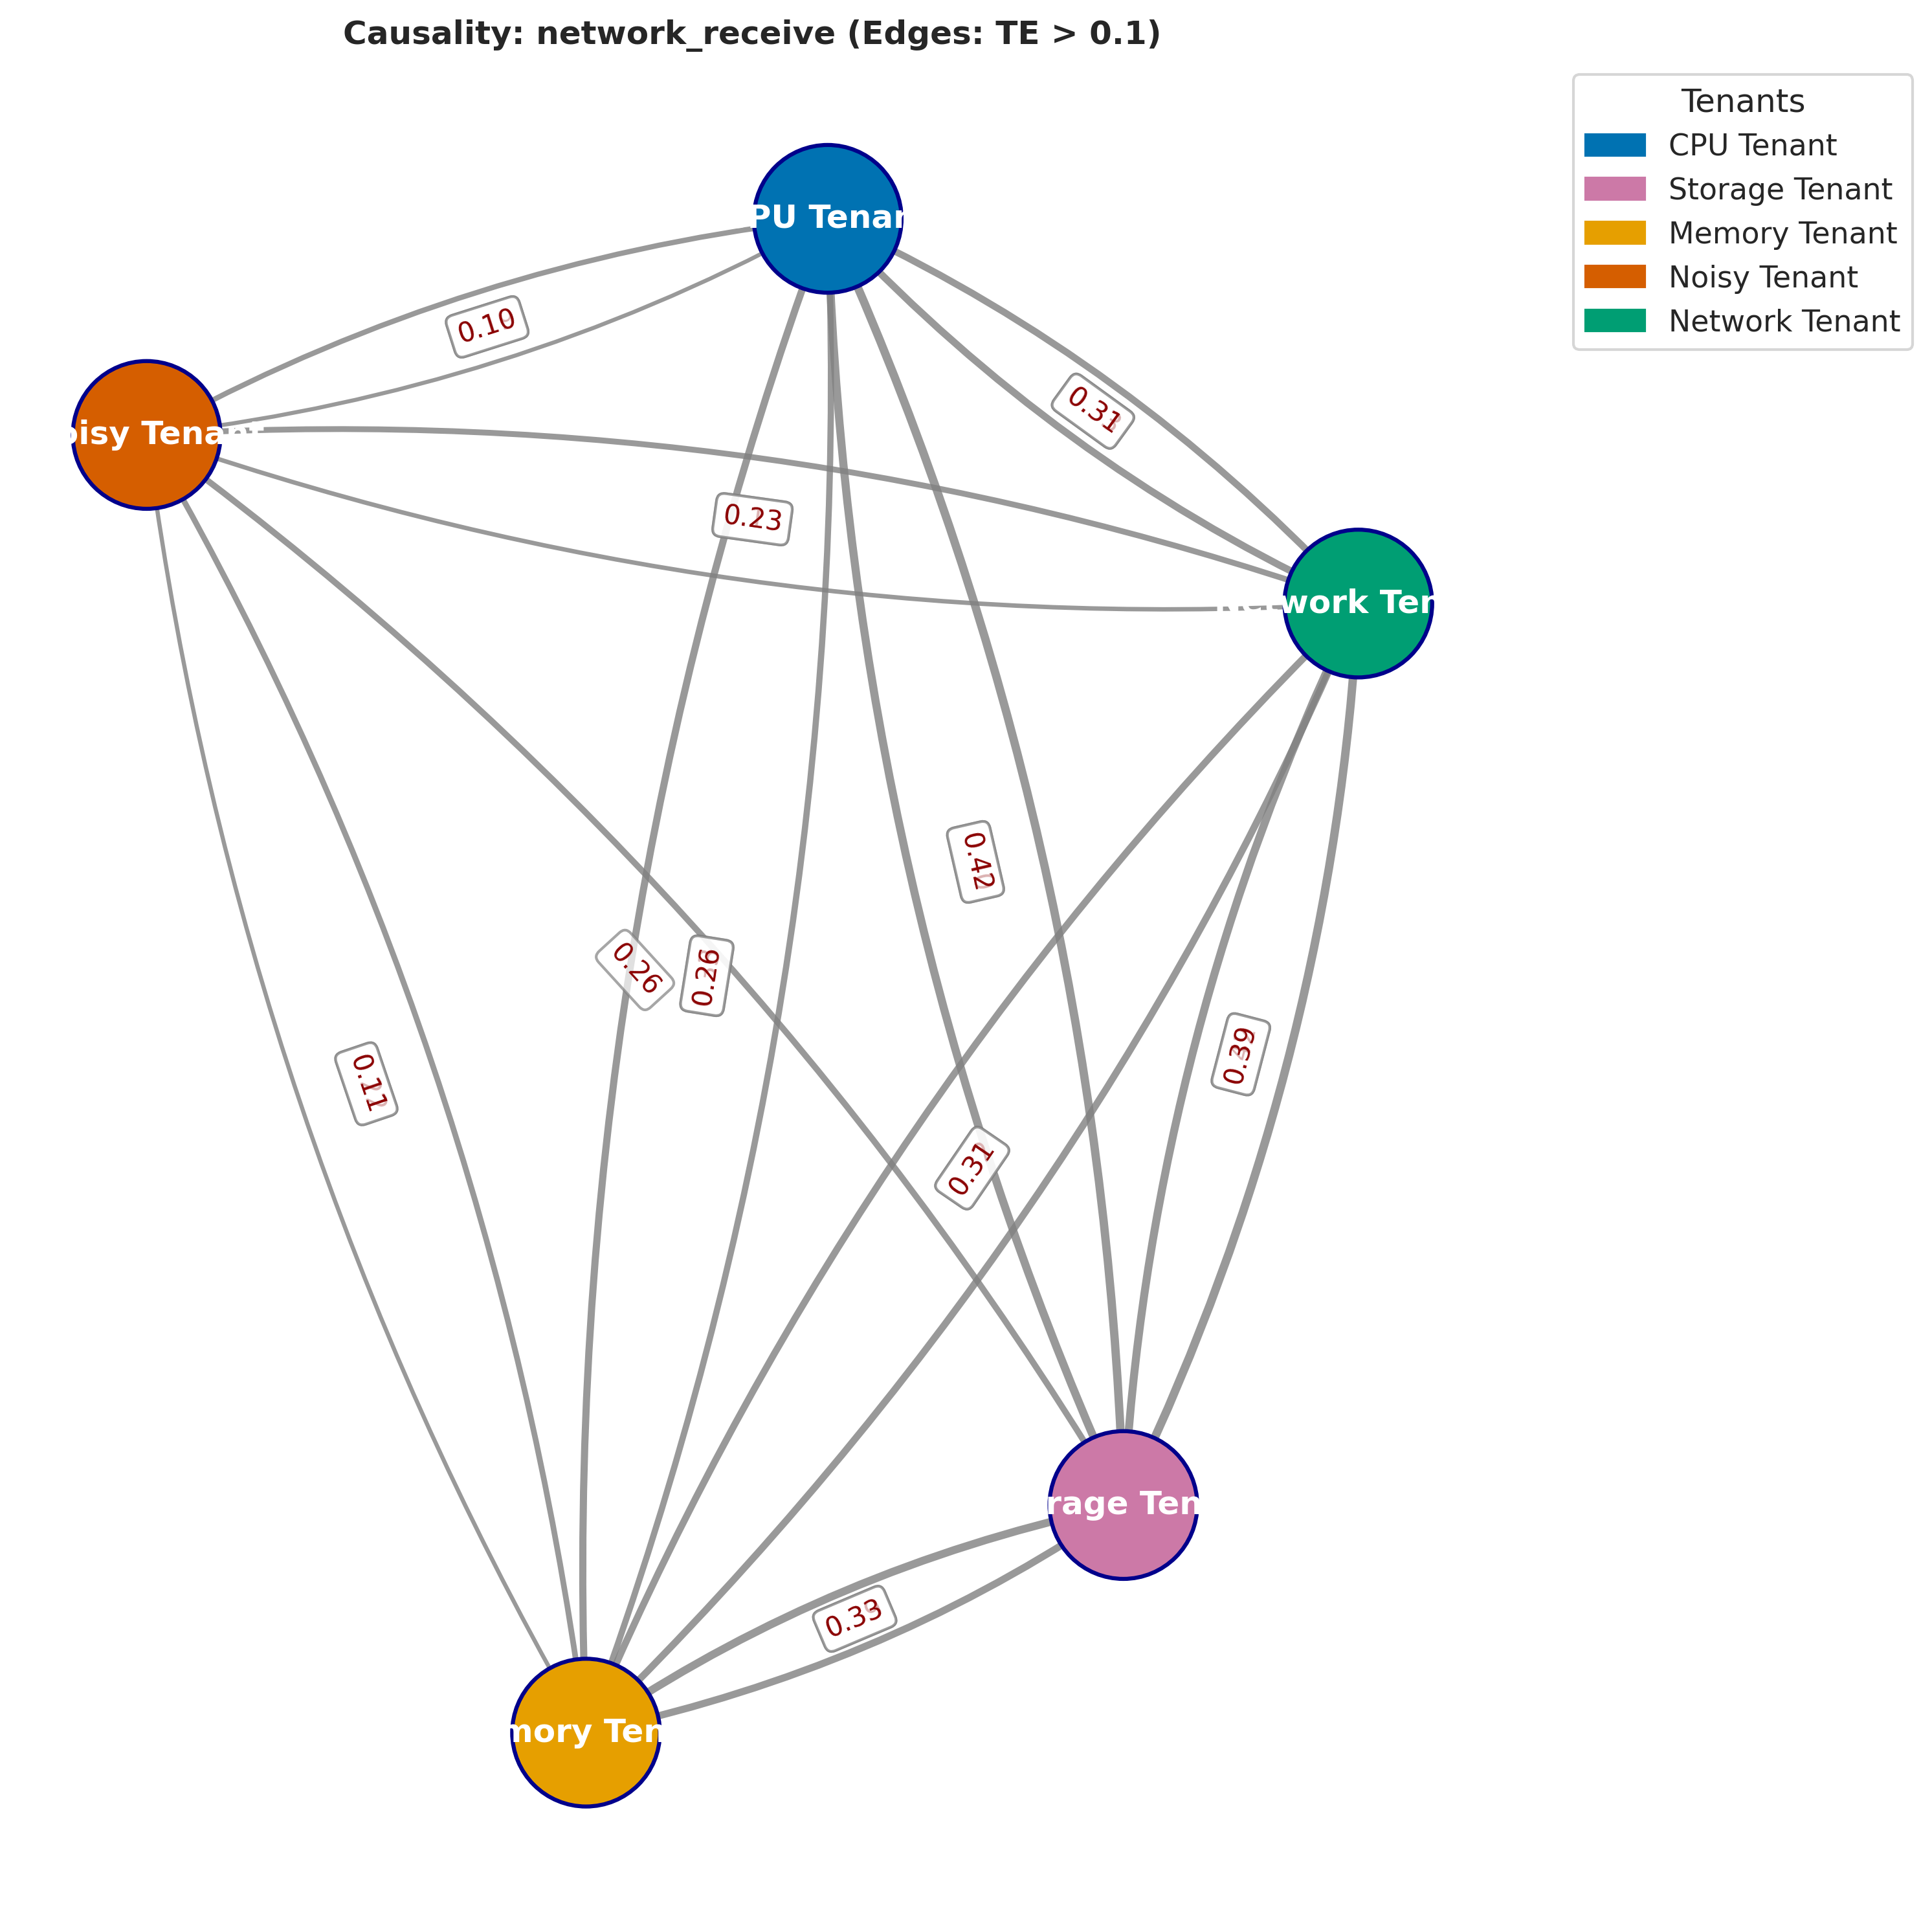 Causality: network_receive (Edges: TE > 0.1)
Tenants
CPU Tenant
Storage Tenant
Memory Tenant
Noisy Tenant
Network Tenant
PU Tenan
0.10
oisy Tenant
0.31
0.23
work Ten
0.42
0.26
0.26
0.11
0.39
0.31
rage Ten
0.33
mory Ten